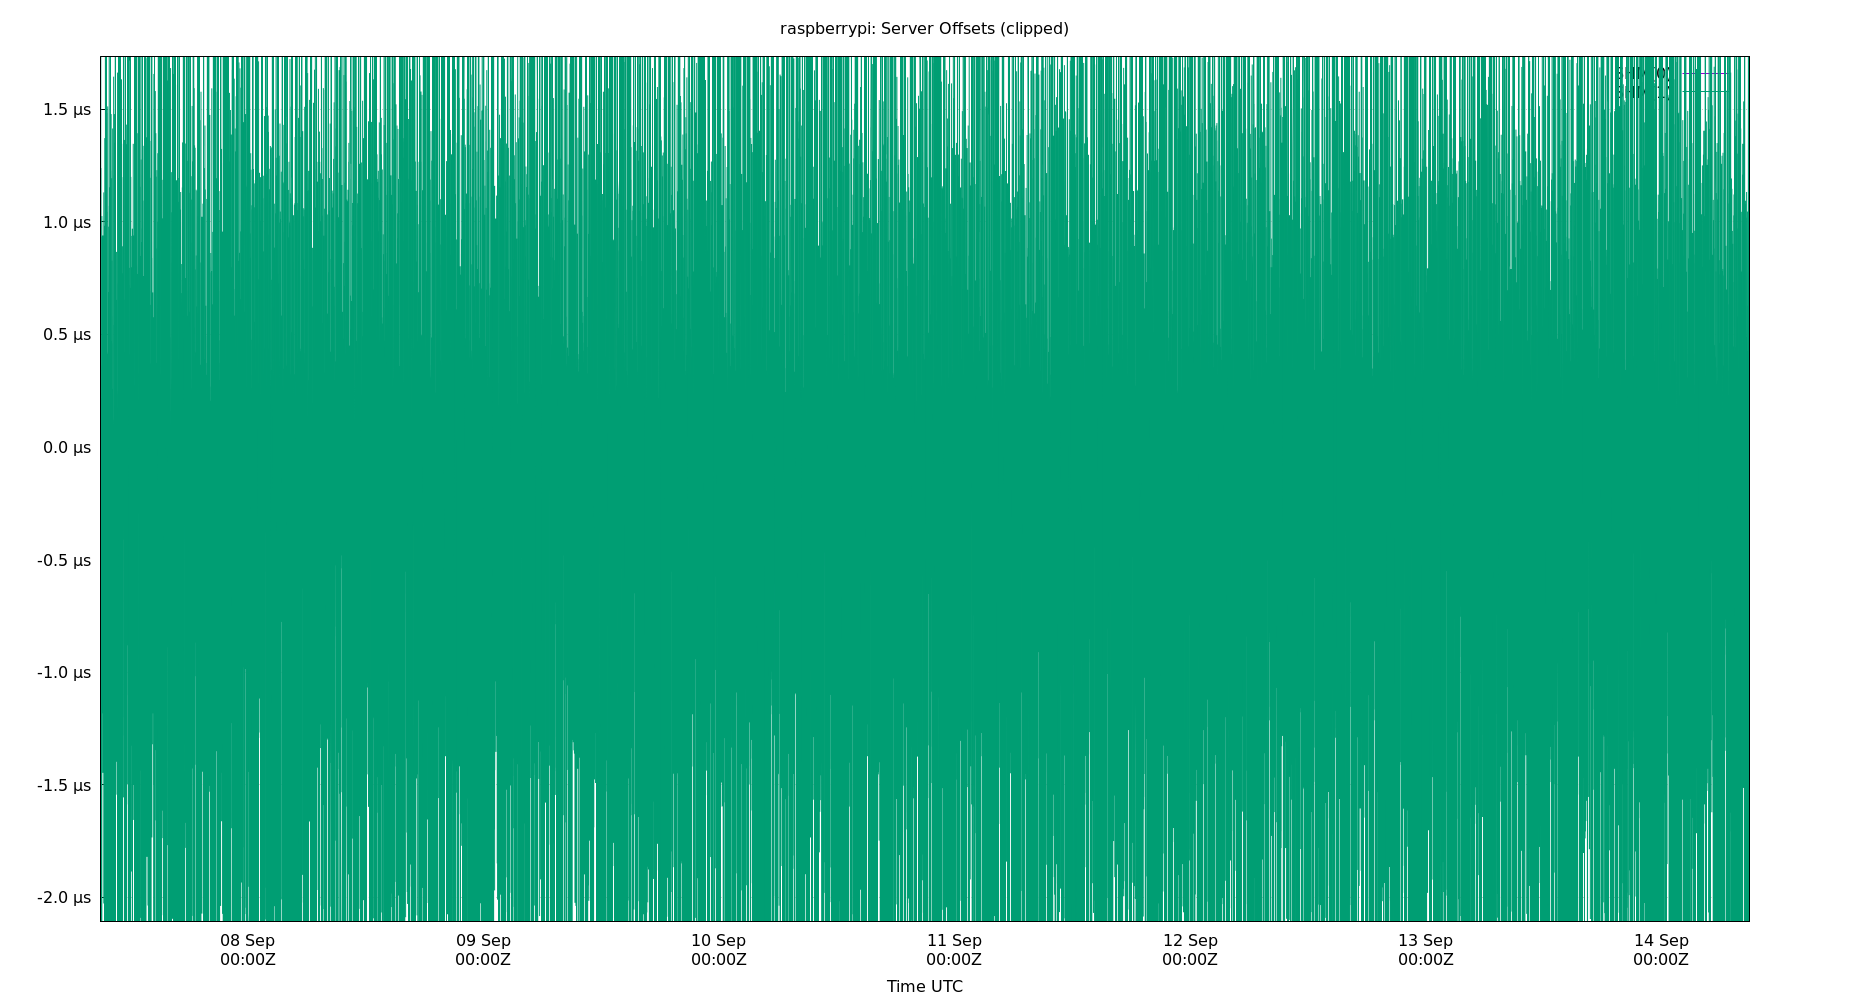 raspberrypi: Server Offsets (clipped)
1.5 µs
1.0 µs
0.5 µs
0.0 µs
-0.5 µs
-1.0 µs
-1.5 µs
-2.0 µs
08 Sep 00:00Z
09 Sep 00:00Z
10 Sep 00:00Z
11 Sep 00:00Z
12 Sep 00:00Z
13 Sep 00:00Z
14 Sep 00:00Z
Time UTC